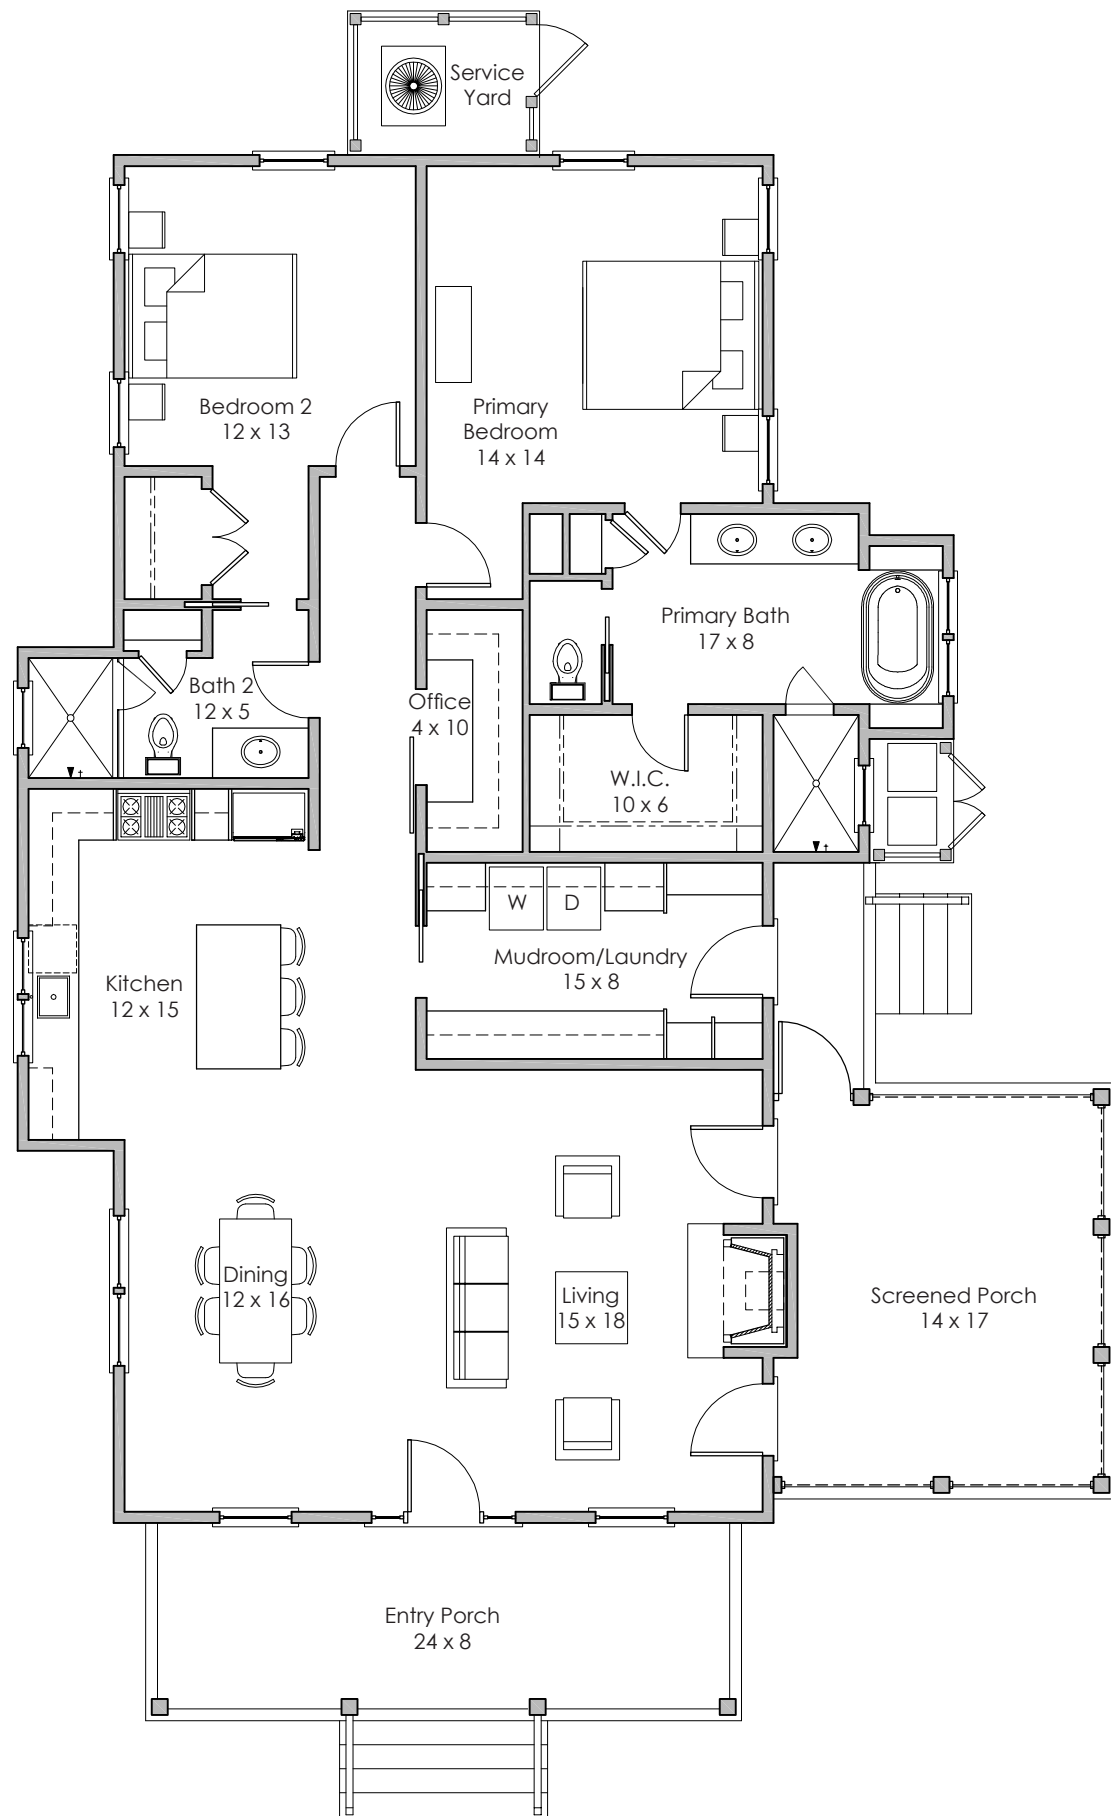 Service
Yard
Bedroom 2
12 x 13
Primary
Bedroom
14 x 14
Primary Bath
17 x 8
Bath 2
12 x 5
Office
4 x 10
W.I.C.
10 x 6
W
D
Mudroom/Laundry
15 x 8
Kitchen
12 x 15
Dining
12 x 16
Living
15 x 18
Screened Porch
14 x 17
Entry Porch
24 x 8